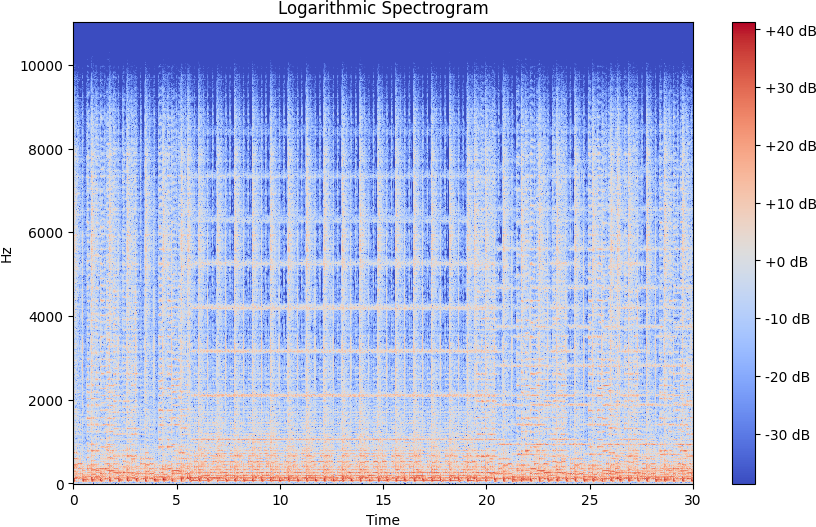 Logarithmic Spectrogram
Hz
10000
8000
6000
4000
2000
0
0 5 10 15 20 25 30
Time
+40 dB
+30 dB
+20 dB
+10 dB
+0 dB
-10 dB
-20 dB
-30 dB